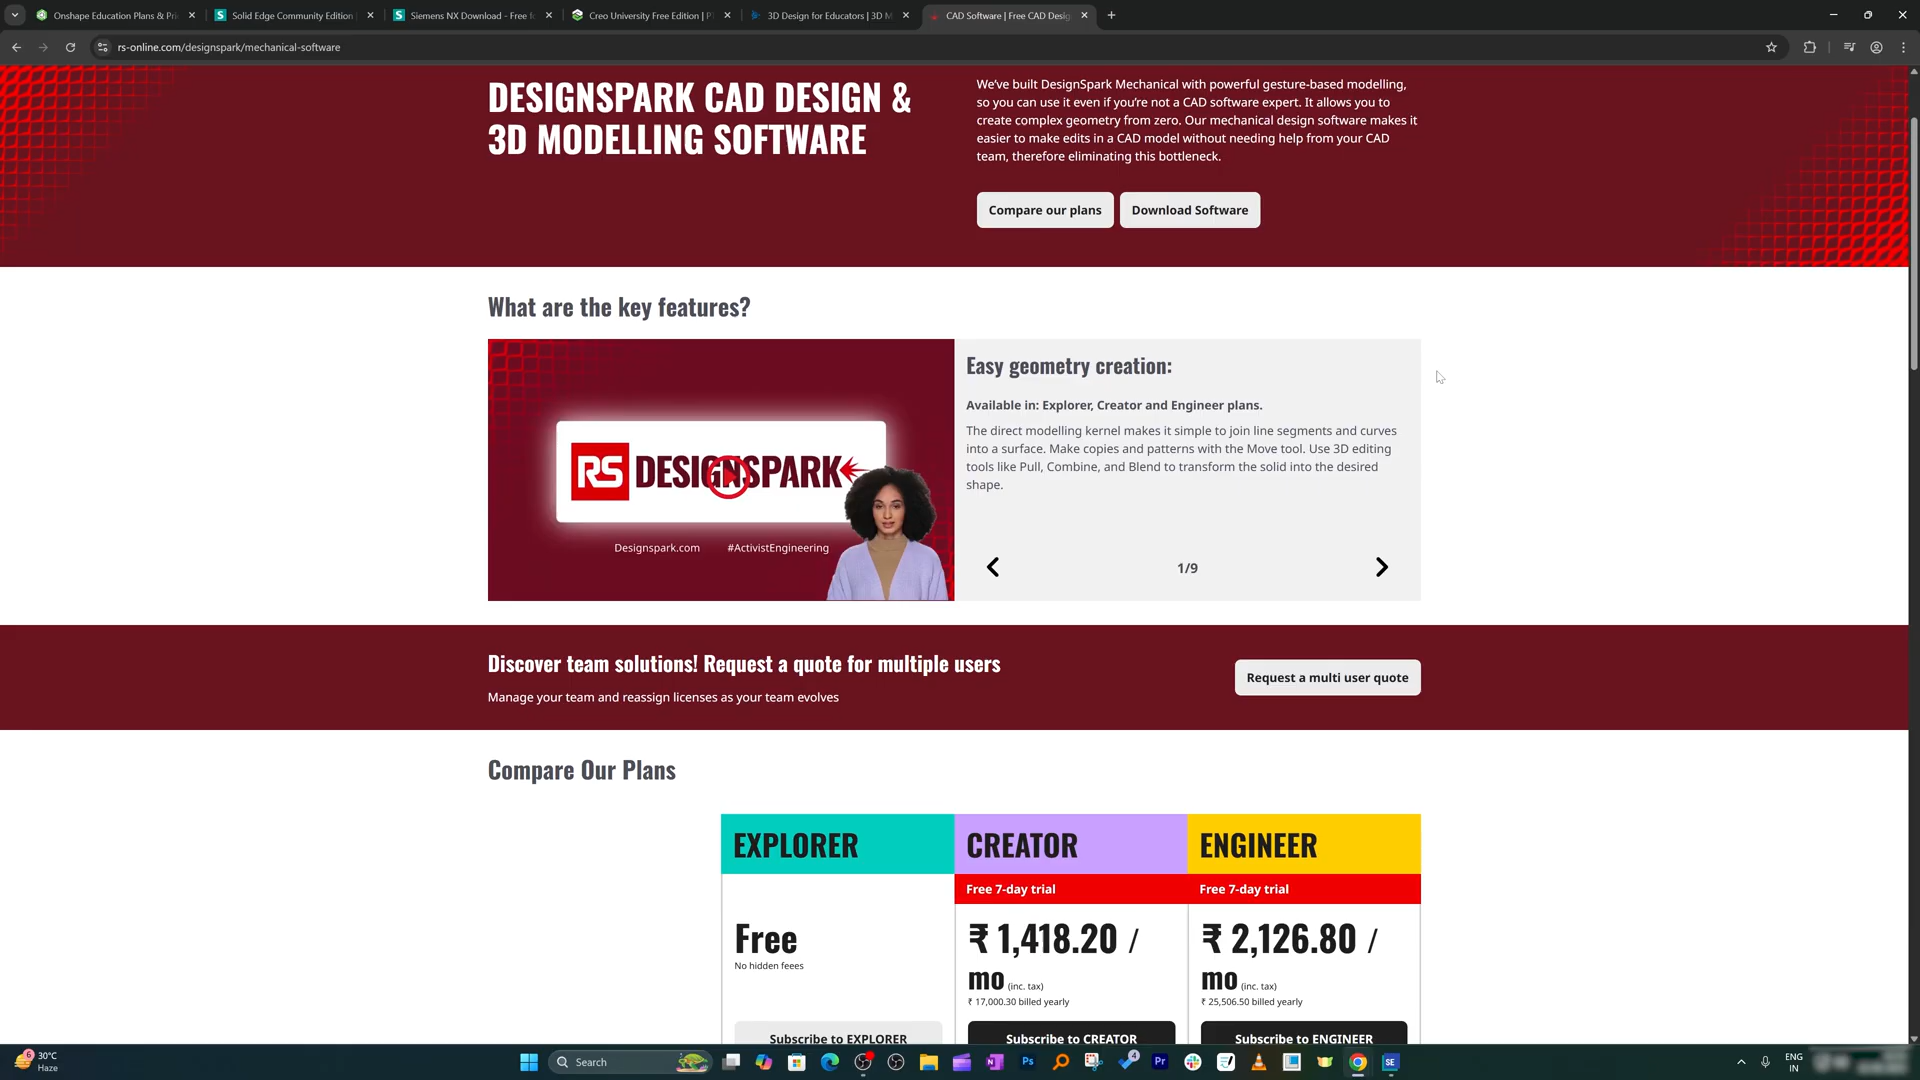 Onshape Education Plans & Pri
Solid Edge Community Edition
Siemens NX Download - Free f
Creo University Free Edition | P
3D Design for Educators | 3D M
CAD Software | Free CAD Desig
rs-online.com/designspark/mechanical-software
DESIGNSPARK CAD DESIGN &
3D MODELLING SOFTWARE
We've built DesignSpark Mechanical with powerful gesture-based modelling,
so you can use it even if you're not a CAD software expert. It allows you to
create complex geometry from zero. Our mechanical design software makes it
easier to make edits in a CAD model without needing help from your CAD
team, therefore eliminating this bottleneck.
Compare our plans
Download Software
What are the key features?
RS DESIGNSPARK
Designspark.com
#ActivistEngineering
Easy geometry creation:
Available in: Explorer, Creator and Engineer plans.
The direct modelling kernel makes it simple to join line segments and curves
into a surface. Make copies and patterns with the Move tool. Use 3D editing
tools like Pull, Combine, and Blend to transform the solid into the desired
shape.
1/9
Discover team solutions! Request a quote for multiple users
Manage your team and reassign licenses as your team evolves
Request a multi user quote
Compare Our Plans
EXPLORER
CREATOR
ENGINEER
Free 7-day trial
Free 7-day trial
Free
No hidden feees
₹ 1,418.20 /
mo (inc. tax)
₹ 17,000.30 billed yearly
₹ 2,126.80 /
mo (inc. tax)
₹ 25,506.50 billed yearly
Subscribe to EXPLORER
Subscribe to CREATOR
Subscribe to ENGINEER
6
30°C
Haze
Search
Ps
4
Pr
SE
ENG
IN